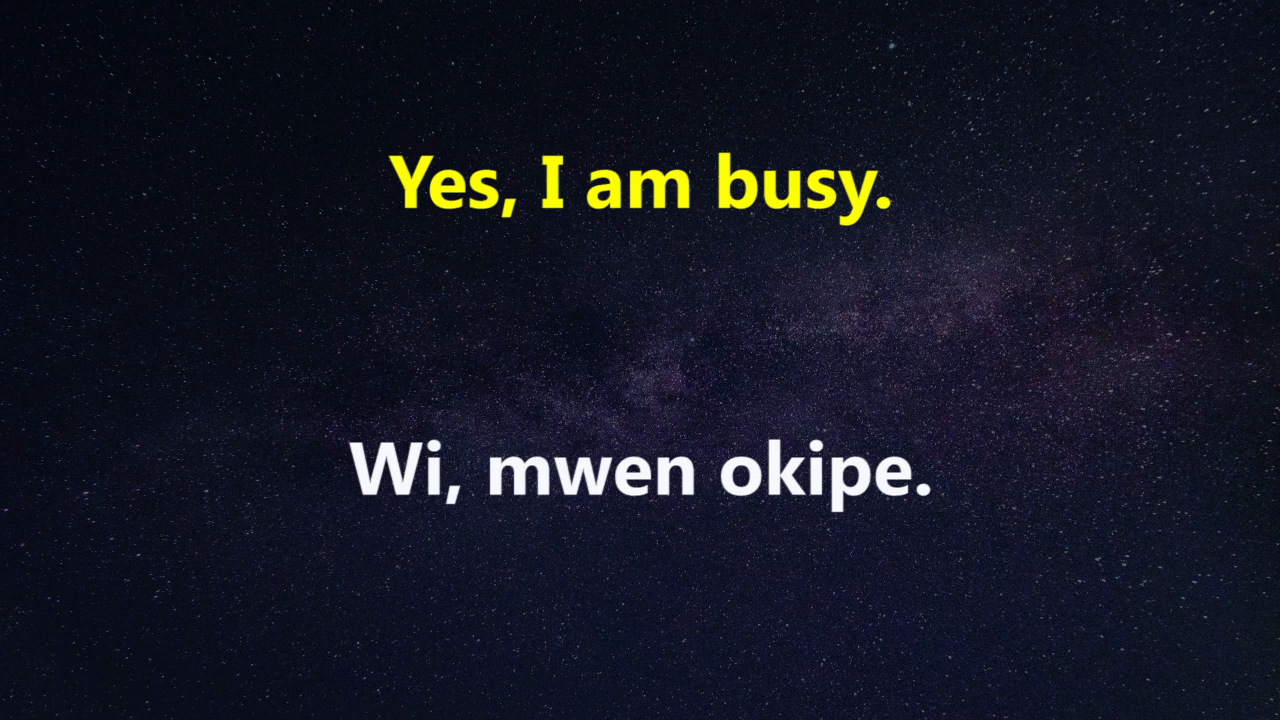 Yes, I am busy.
Wi, mwen okipe.